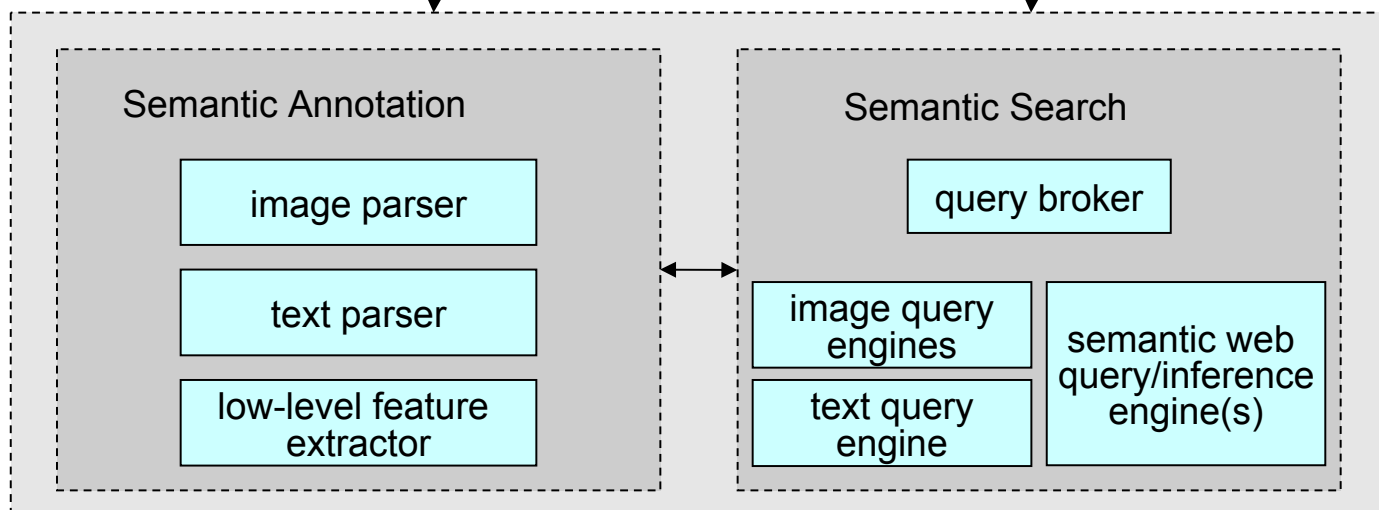 Semantic Annotation
image parser
text parser
low-level feature
extractor
Semantic Search
query broker
image query
engines
text query
engine
semantic web
query/inference
engine(s)